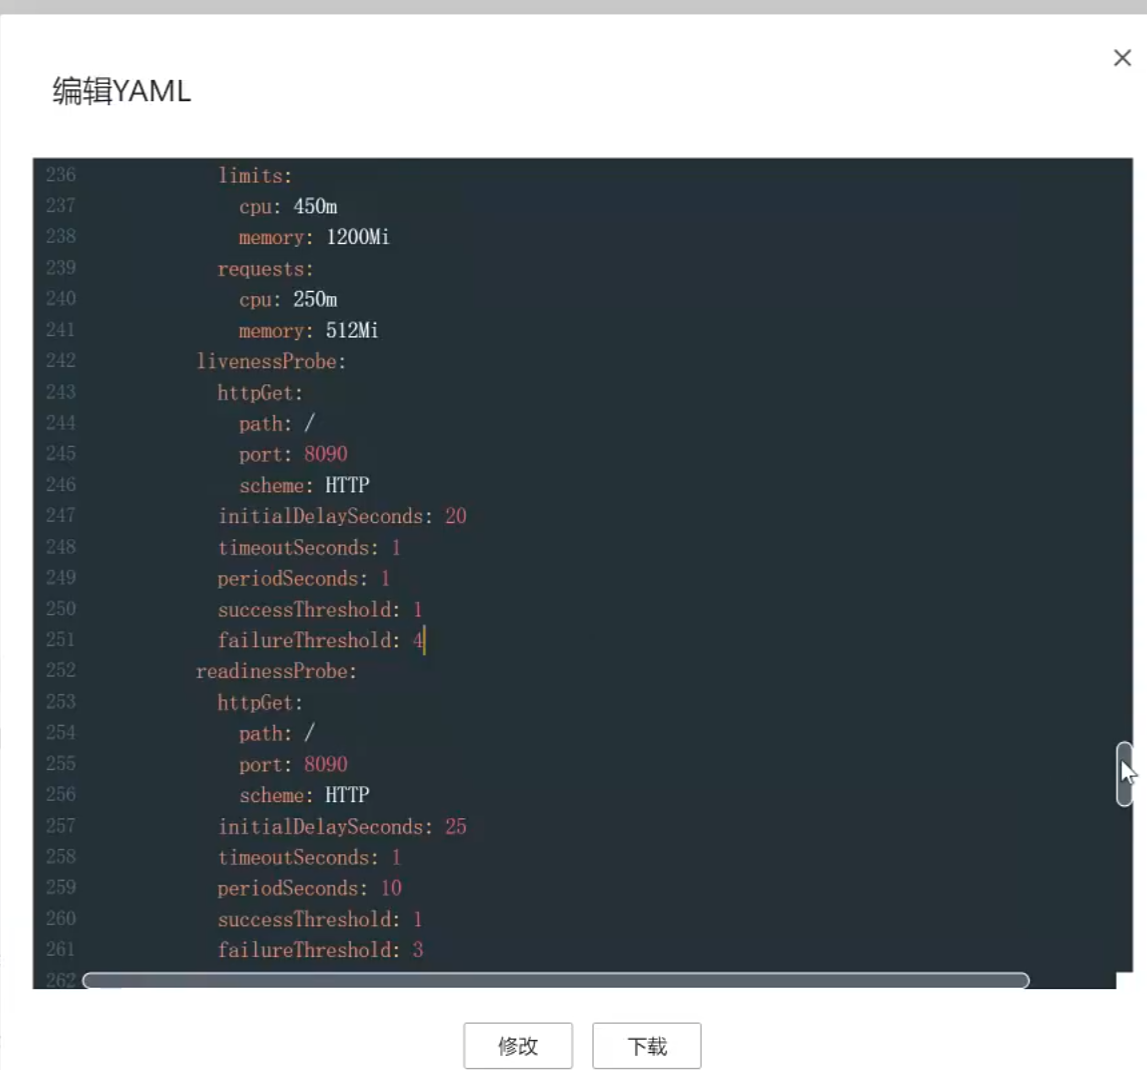 编辑YAML
236 limits:
237 cpu: 450m
238 memory: 1200Mi
239 requests:
240 cpu: 250m
241 memory: 512Mi
242 livenessProbe:
243 httpGet:
244 path: /
245 port: 8090
246 scheme: HTTP
247 initialDelaySeconds: 20
248 timeoutSeconds: 1
249 periodSeconds: 1
250 successThreshold: 1
251 failureThreshold: 4
252 readinessProbe:
253 httpGet:
254 path: /
255 port: 8090
256 scheme: HTTP
257 initialDelaySeconds: 25
258 timeoutSeconds: 1
259 periodSeconds: 10
260 successThreshold: 1
261 failureThreshold: 3
262
修改 下载